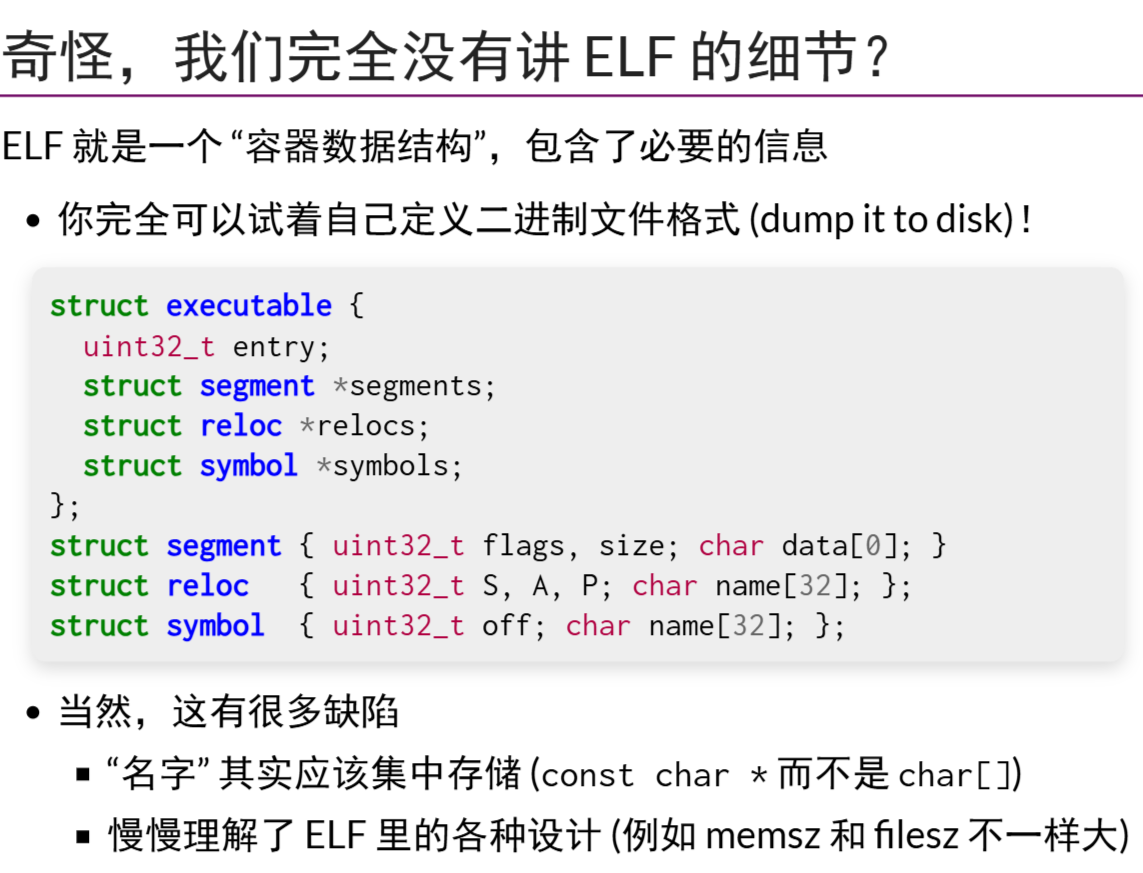 奇怪，我们完全没有讲 ELF 的细节？
ELF 就是一个 “容器数据结构”，包含了必要的信息
• 你完全可以试着自己定义二进制文件格式 (dump it to disk)！
struct executable {
  uint32_t entry;
  struct segment *segments;
  struct reloc *relocs;
  struct symbol *symbols;
};
struct segment { uint32_t flags, size; char data[0]; }
struct reloc   { uint32_t S, A, P; char name[32]; };
struct symbol  { uint32_t off; char name[32]; };
• 当然，这有很多缺陷
▪ “名字” 其实应该集中存储 (const char * 而不是 char[])
▪ 慢慢理解了 ELF 里的各种设计 (例如 memsz 和 filesz 不一样大)